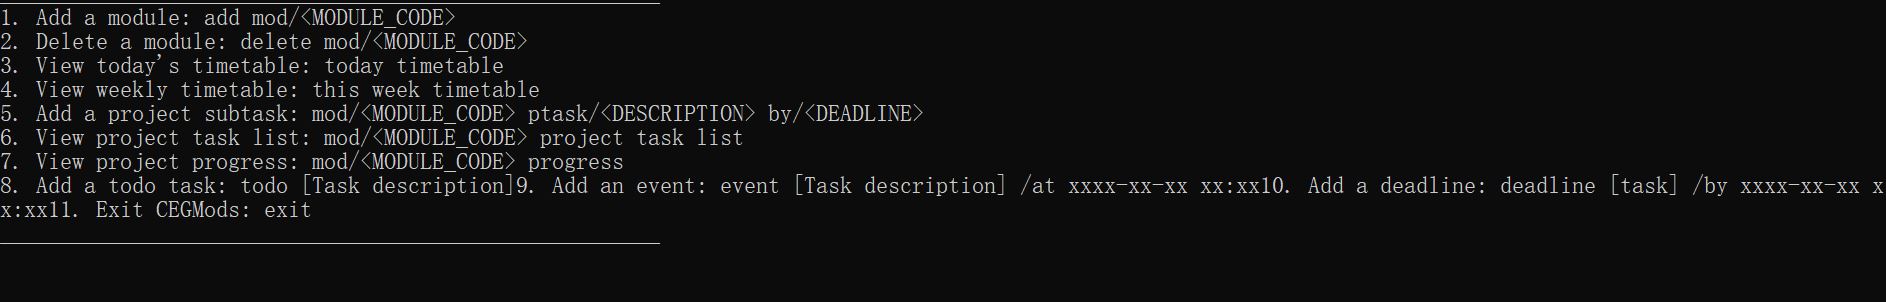 1. Add a module: add mod/<MODULE_CODE>
2. Delete a module: delete mod/<MODULE_CODE>
3. View today's timetable: today timetable
4. View weekly timetable: this week timetable
5. Add a project subtask: mod/<MODULE_CODE> ptask/<DESCRIPTION> by/<DEADLINE>
6. View project task list: mod/<MODULE_CODE> project task list
7. View project progress: mod/<MODULE_CODE> progress
8. Add a todo task: todo [Task description]9. Add an event: event [Task description] /at xxxx-xx-xx xx:xx10. Add a deadline: deadline [task] /by xxxx-xx-xx x
x:xx11. Exit CEGMods: exit